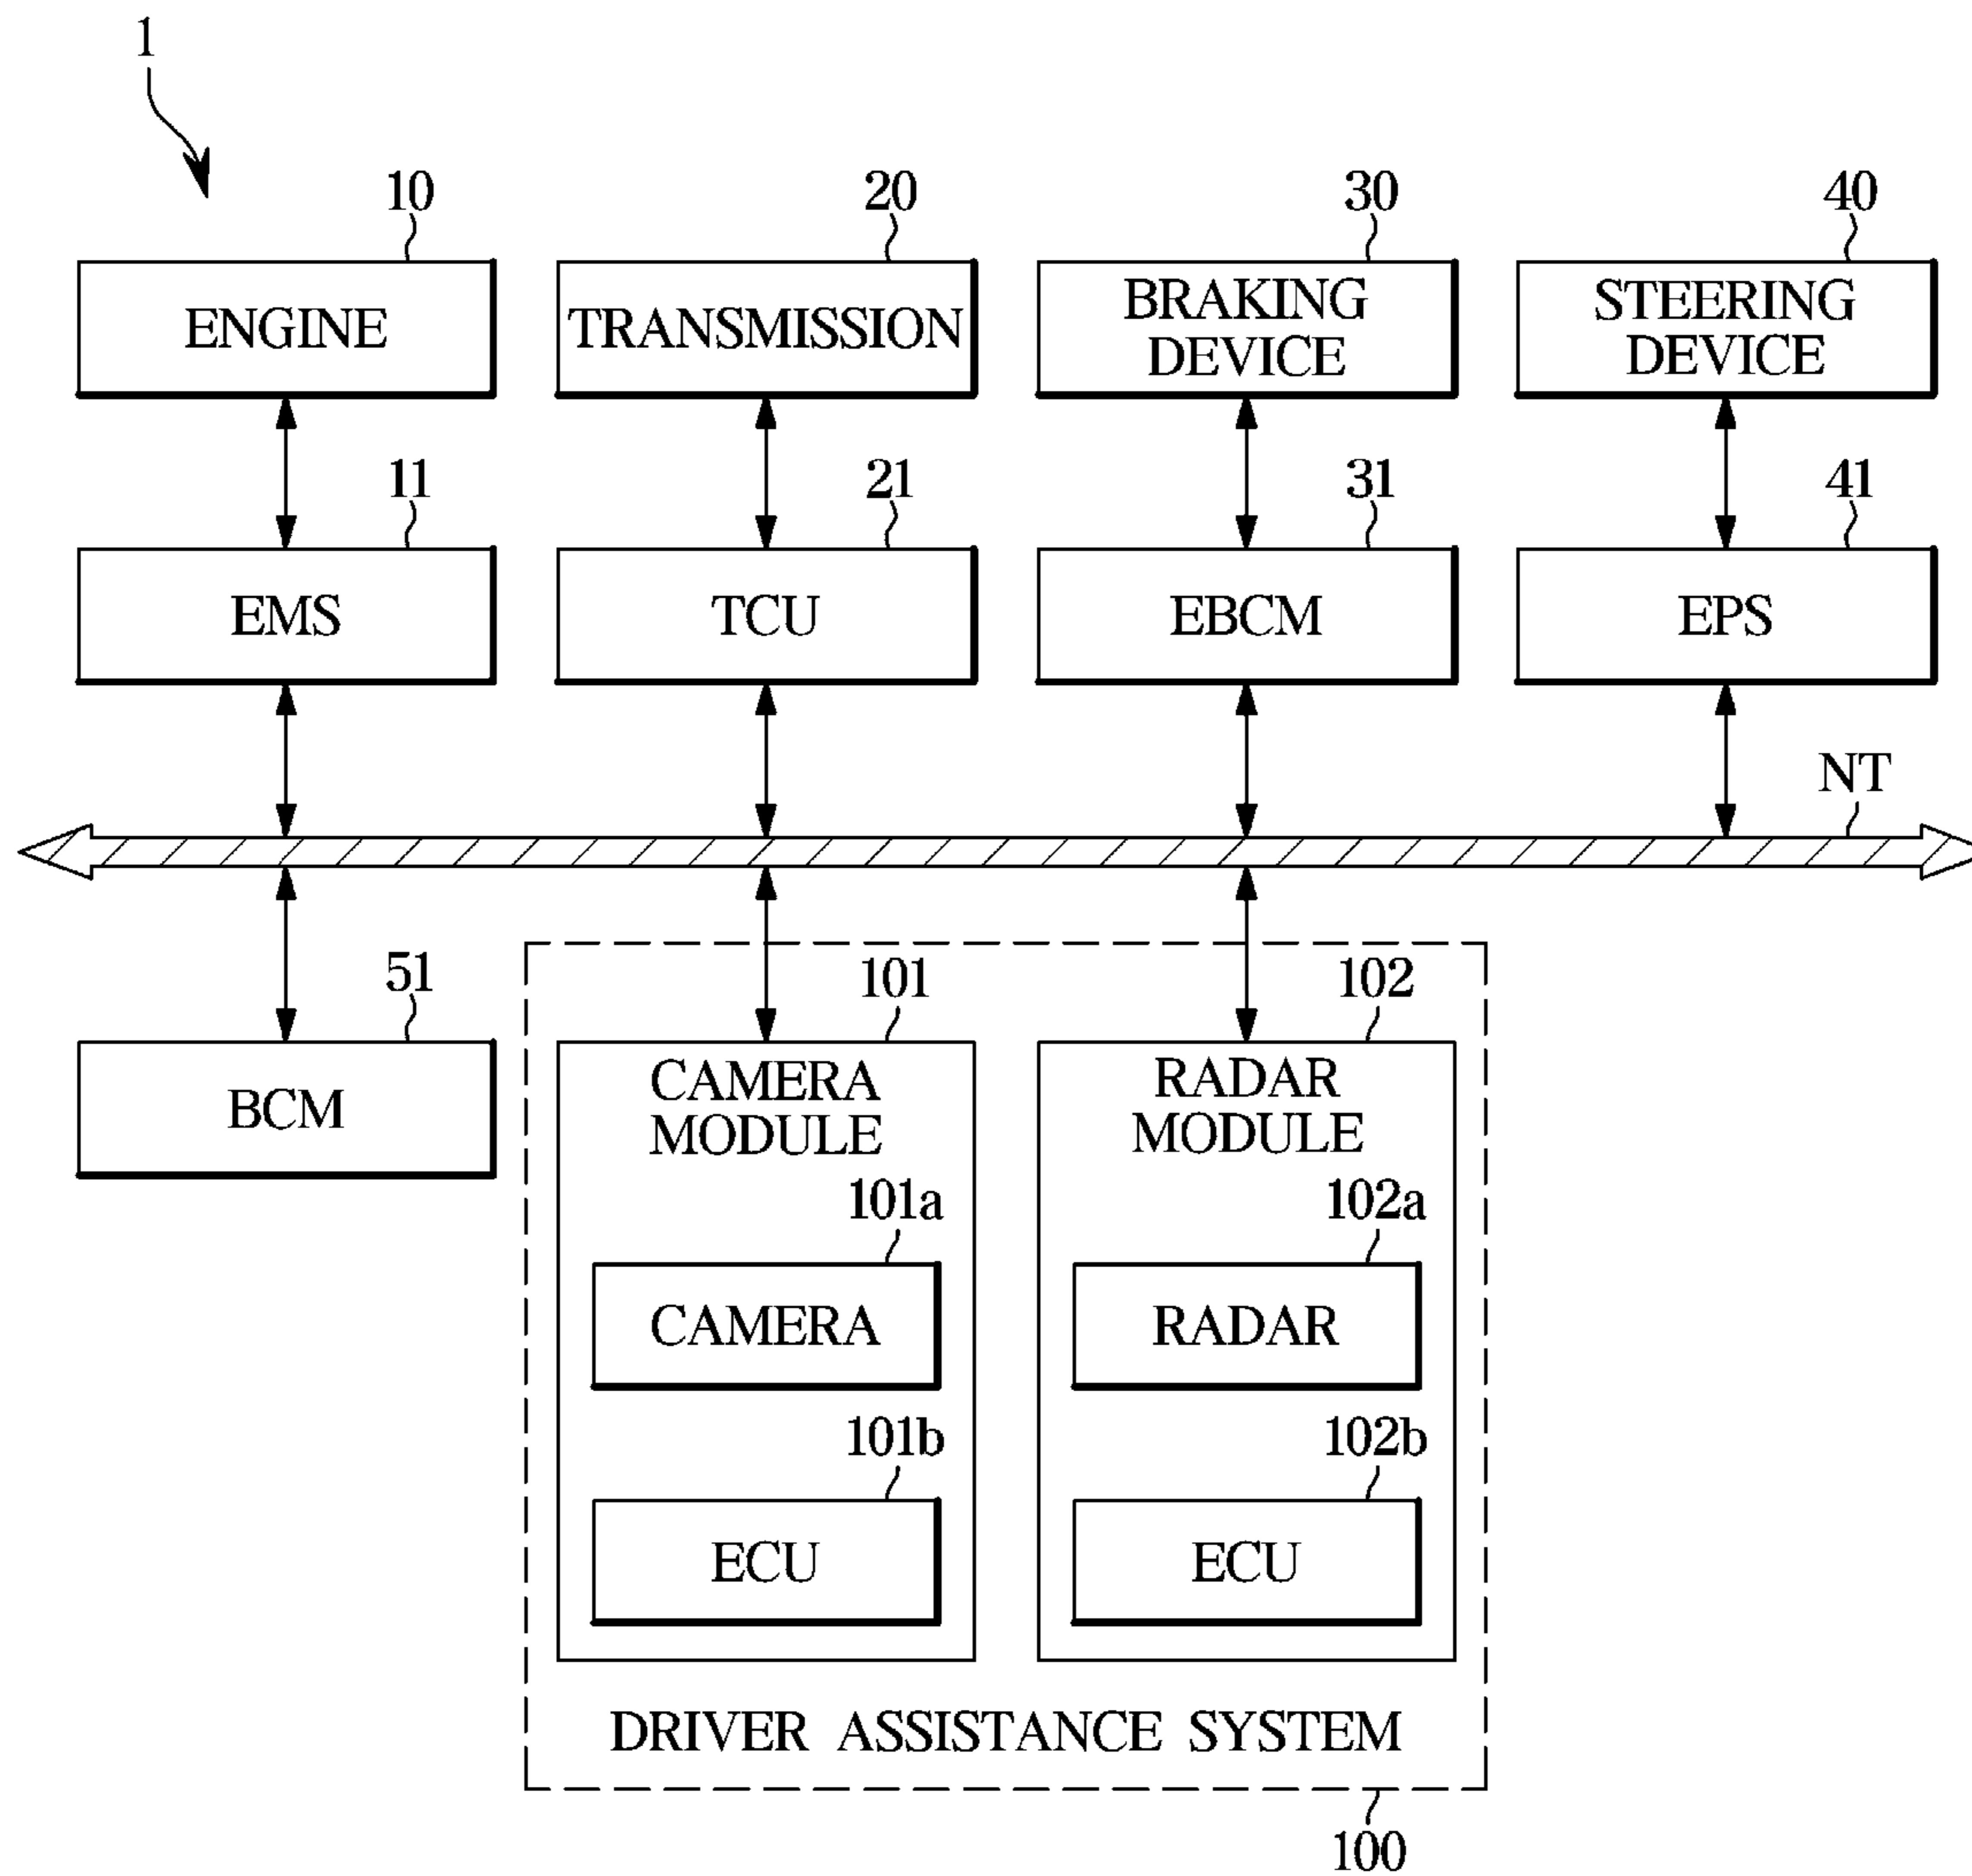 1
10
20
30
40
ENGINE
TRANSMISSION
BRAKING
DEVICE
STEERING
DEVICE
11
21
31
41
EMS
TCU
EBCM
EPS
NT
51
BCM
101
102
CAMERA
MODULE
RADAR
MODULE
101a
102a
CAMERA
RADAR
101b
102b
ECU
ECU
DRIVER ASSISTANCE SYSTEM
100